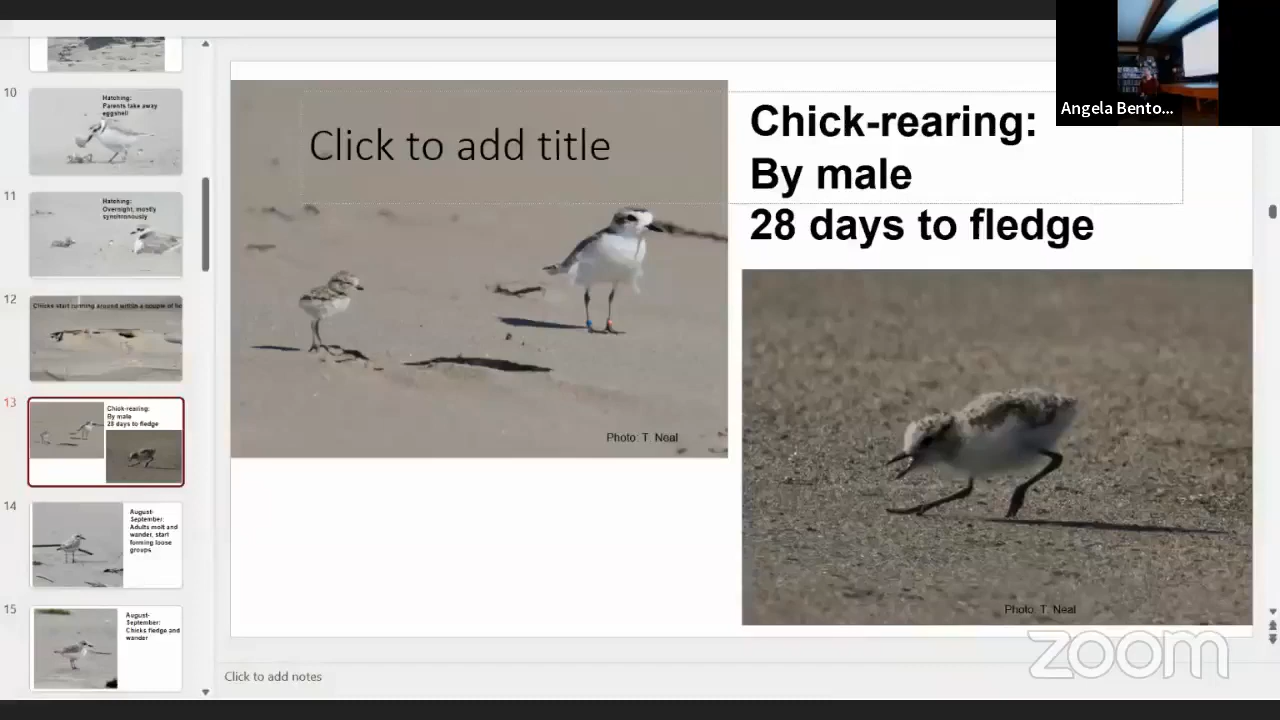 10
Hatching:
Parents take away
eggshell
11
Hatching:
Overnight, mostly
synchronously
12
Chicks start running around within a couple of
13
Chick-rearing:
By male
28 days to fledge
14
August-
September:
Adults molt and
wander, start
forming loose
groups
15
August-
September:
Chicks fledge and
wander
Click to add title
Chick-rearing:
By male
28 days to fledge
Photo: T Neal
Photo: T Neal
Click to add notes
Angela Bento...
zoom